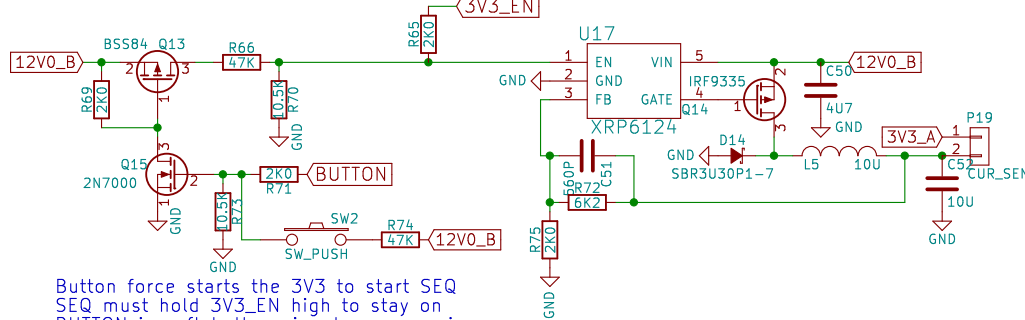 3V3_EN
R65
2K0
BSS84
Q13
12V0_B
2
3
1
R66
47K
R69
2K0
10.5K
R70
GND
U17
1
EN
VIN
5
2
GND
3
FB
GATE
4
GND
XRP6124
IRF9335
Q14
2
1
3
12V0_B
C50
4U7
GND
P19
1
2
3V3_A
CUR_SEN
D14
GND
SBR3U30P1-7
L5
10U
C52
10U
GND
560P
C51
R72
6K2
R75
2K0
GND
Q15
2N7000
3
2
1
GND
2K0
R71
BUTTON
10.5K
R73
GND
SW2
SW_PUSH
R74
47K
12V0_B
Button force starts the 3V3 to start SEQ
SEQ must hold 3V3_EN high to stay on